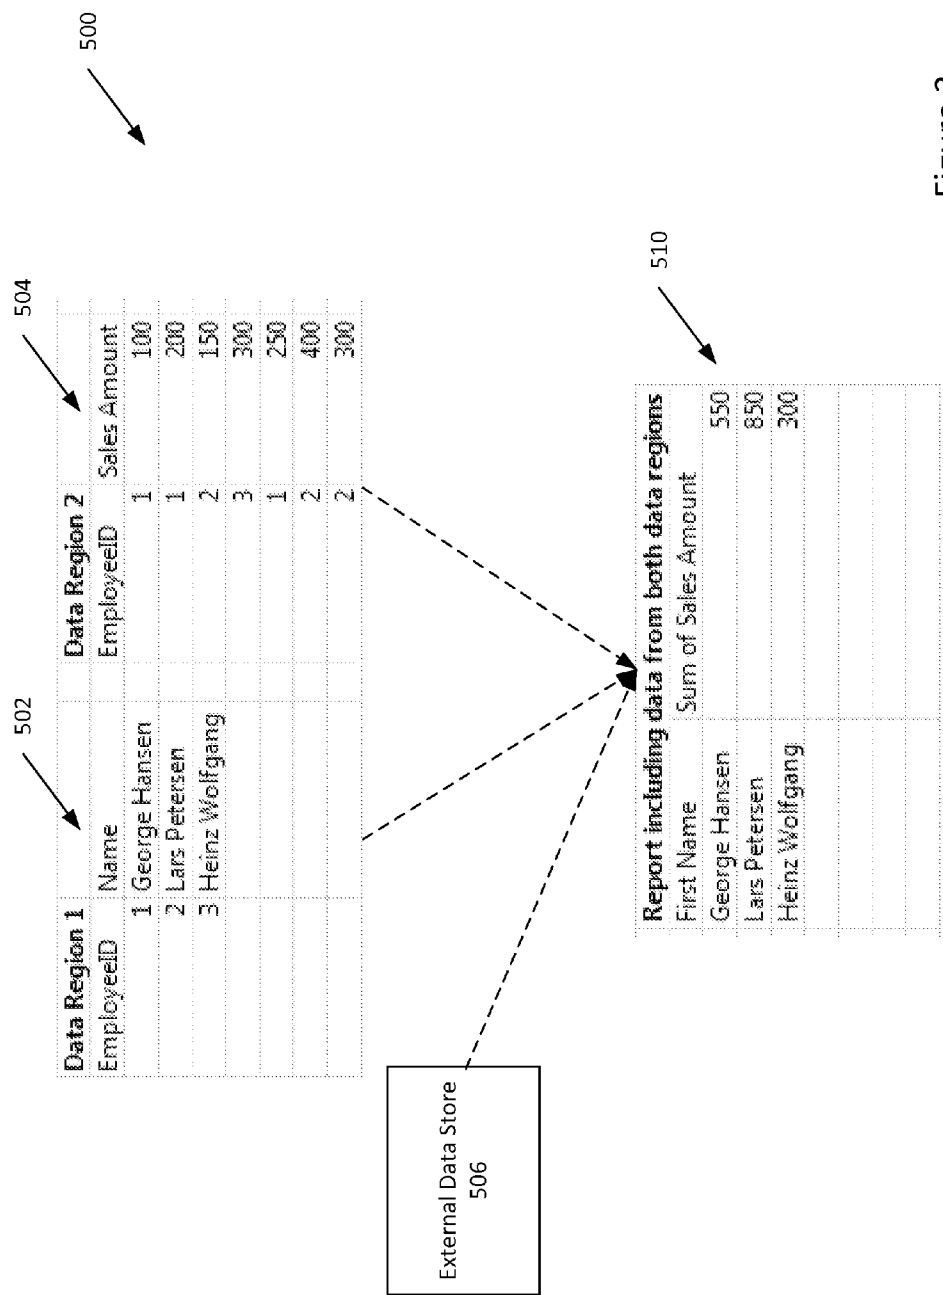 500
502
504
Data Region 1
Data Region 2
EmployeeID Name
EmployeeID Sales Amount
1 George Hansen
1 100
2 Lars Petersen
1 200
3 Heinz Wolfgang
2 150
3 300
1 250
2 400
2 300
External Data Store
506
510
Report including data from both data regions
First Name Sum of Sales Amount
George Hansen 550
Lars Petersen 850
Heinz Wolfgang 300